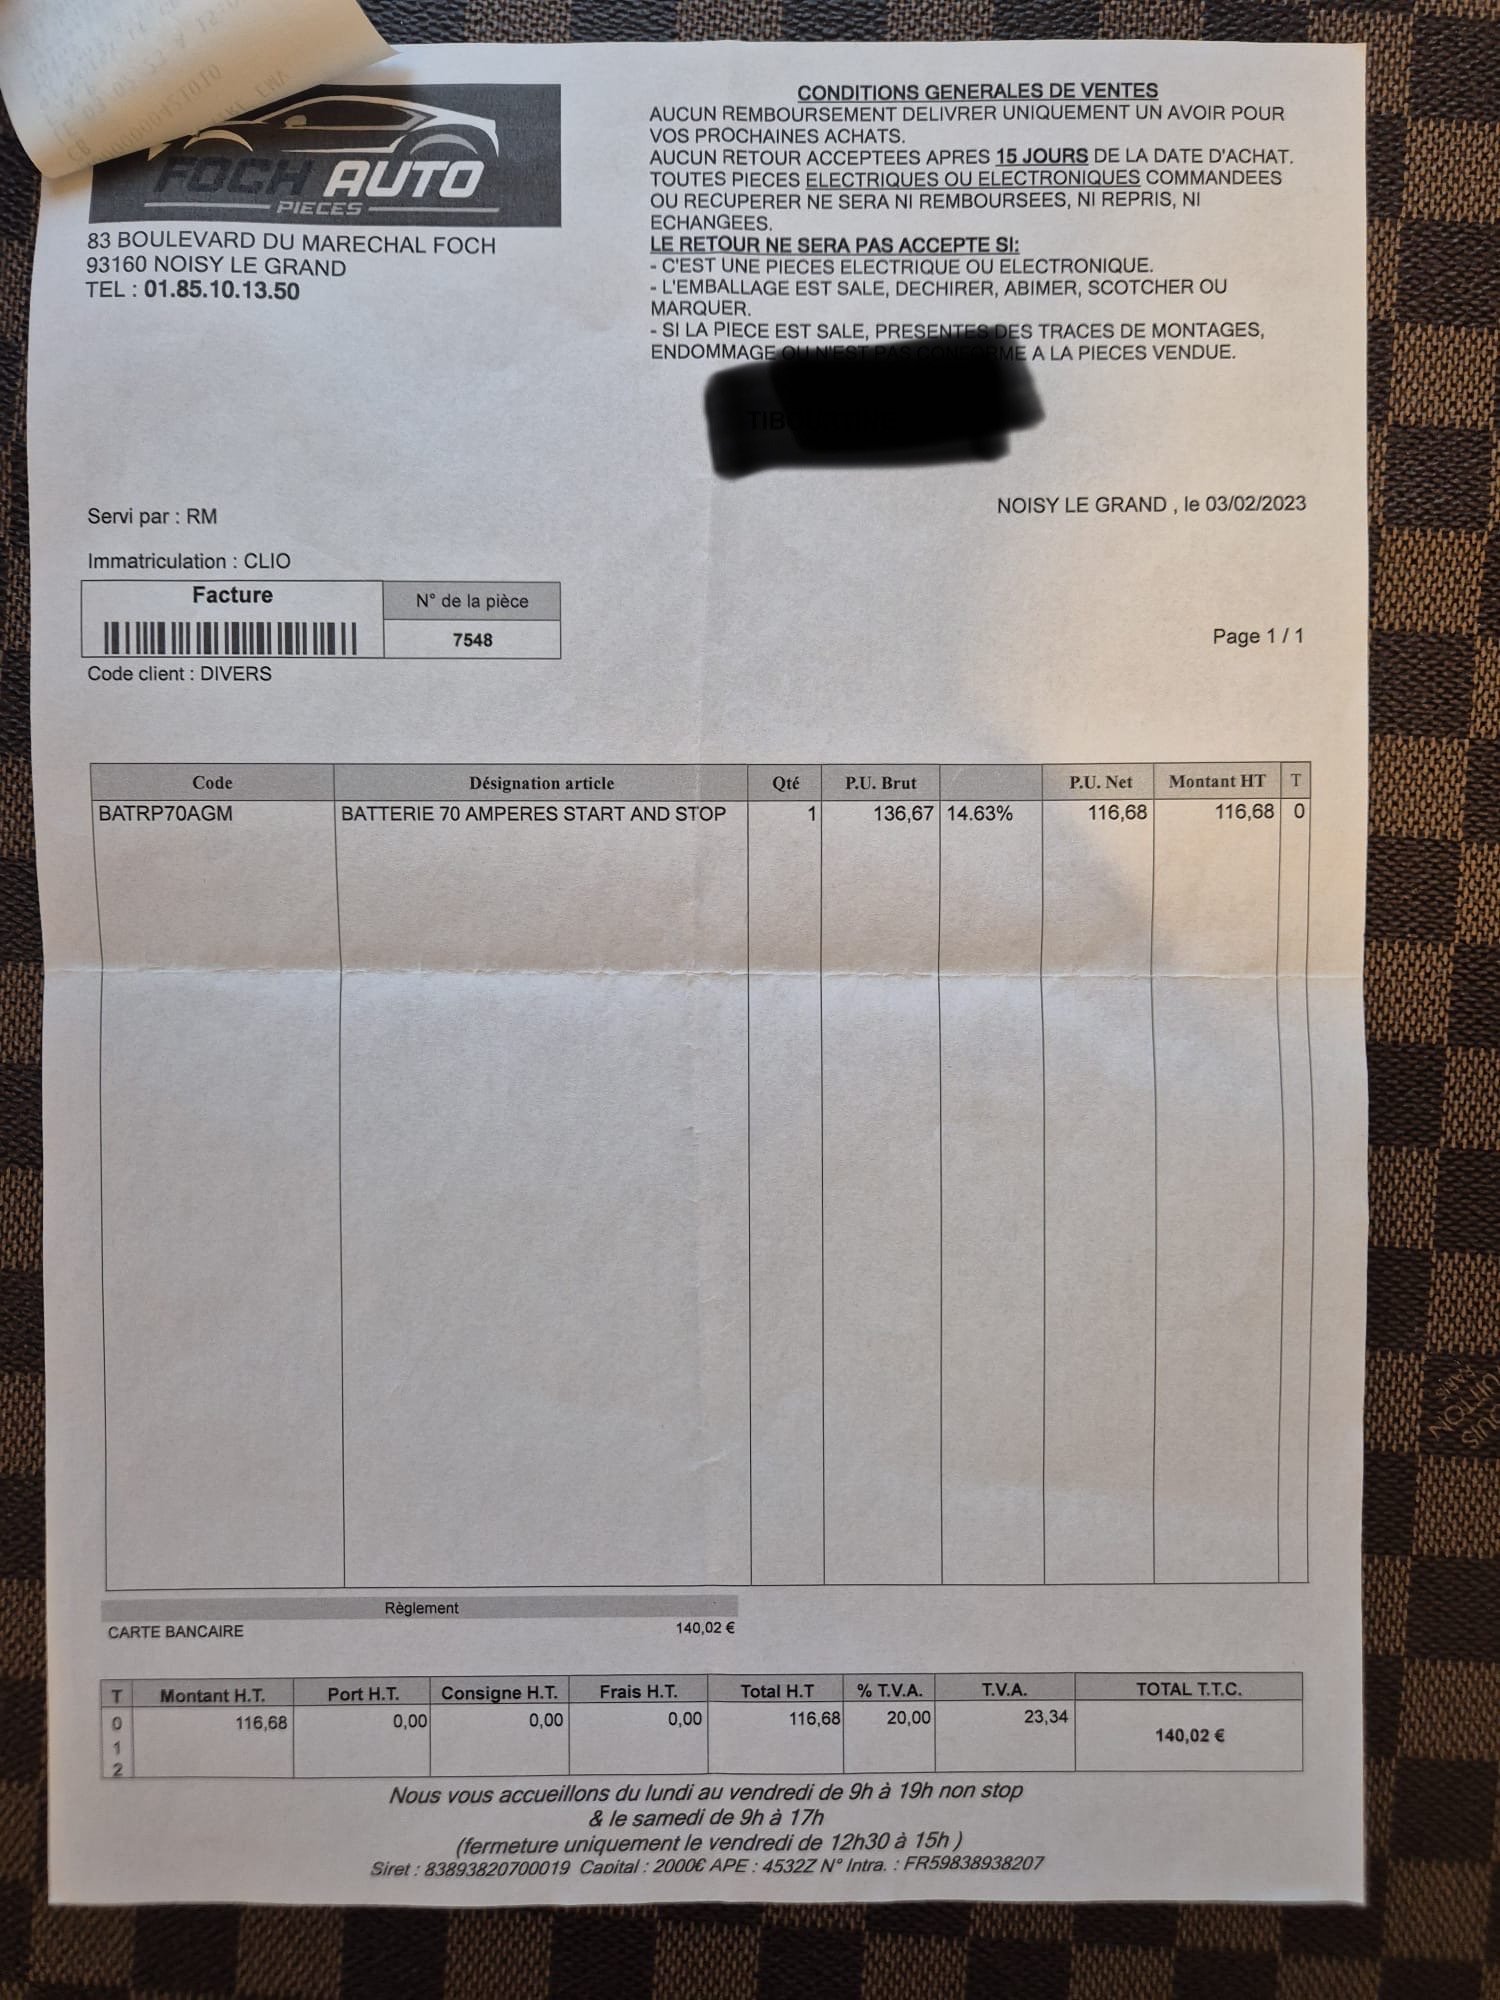 FOCH AUTO
PIECES
83 BOULEVARD DU MARECHAL FOCH
93160 NOISY LE GRAND
TEL : 01.85.10.13.50
CONDITIONS GENERALES DE VENTES
AUCUN REMBOURSEMENT DELIVRER UNIQUEMENT UN AVOIR POUR
VOS PROCHAINES ACHATS.
AUCUN RETOUR ACCEPTEES APRES 15 JOURS DE LA DATE D'ACHAT.
TOUTES PIECES ELECTRIQUES OU ELECTRONIQUES COMMANDEES
OU RECUPERER NE SERA NI REMBOURSEES, NI REPRIS, NI
ECHANGEES.
LE RETOUR NE SERA PAS ACCEPTE SI:
- C'EST UNE PIECES ELECTRIQUE OU ELECTRONIQUE.
- L'EMBALLAGE EST SALE, DECHIRER, ABIMER, SCOTCHER OU
MARQUER.
- SI LA PIECE EST SALE, PRESENTES DES TRACES DE MONTAGES,
ENDOMMAGE OU N'EST PAS CONFORME A LA PIECES VENDUE.
NOISY LE GRAND , le 03/02/2023
Servi par : RM
Immatriculation : CLIO
Facture
N° de la pièce
7548
Page 1 / 1
Code client : DIVERS
Code Désignation article Qté P.U. Brut P.U. Net Montant HT T
BATRP70AGM BATTERIE 70 AMPERES START AND STOP 1 136,67 14.63% 116,68 116,68 0
Règlement
CARTE BANCAIRE 140,02 €
T Montant H.T. Port H.T. Consigne H.T. Frais H.T. Total H.T % T.V.A. T.V.A. TOTAL T.T.C.
0 116,68 0,00 0,00 0,00 116,68 20,00 23,34 140,02 €
1
2
Nous vous accueillons du lundi au vendredi de 9h à 19h non stop
& le samedi de 9h à 17h
(fermeture uniquement le vendredi de 12h30 à 15h )
Siret : 83893820700019 Capital : 2000€ APE : 4532Z N° Intra. : FR59838938207